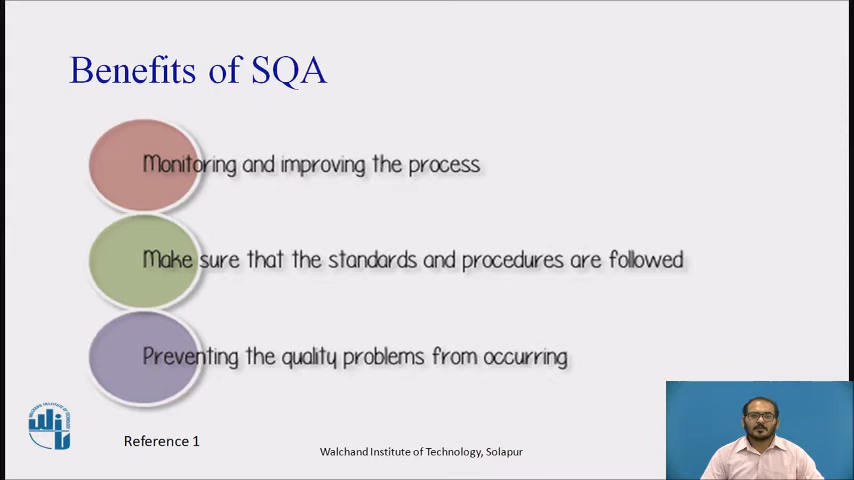 Benefits of SQA
Monitoring and improving the process
Make sure that the standards and procedures are followed
Preventing the quality problems from occurring
Reference 1
Walchand Institute of Technology, Solapur